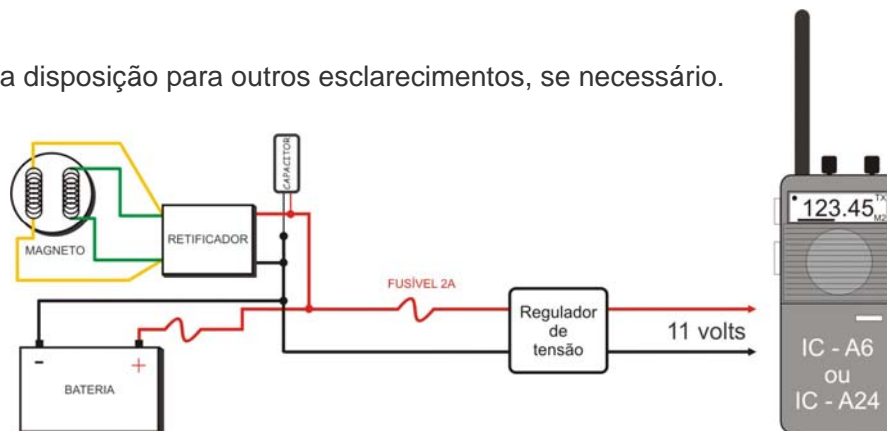 a disposição para outros esclarecimentos, se necessário.
CAPACITOR
123.45
TX
M2
MAGNETO
RETIFICADOR
FUSÍVEL 2A
Regulador
de
tensão
11 volts
- +
BATERIA
IC - A6
ou
IC - A24